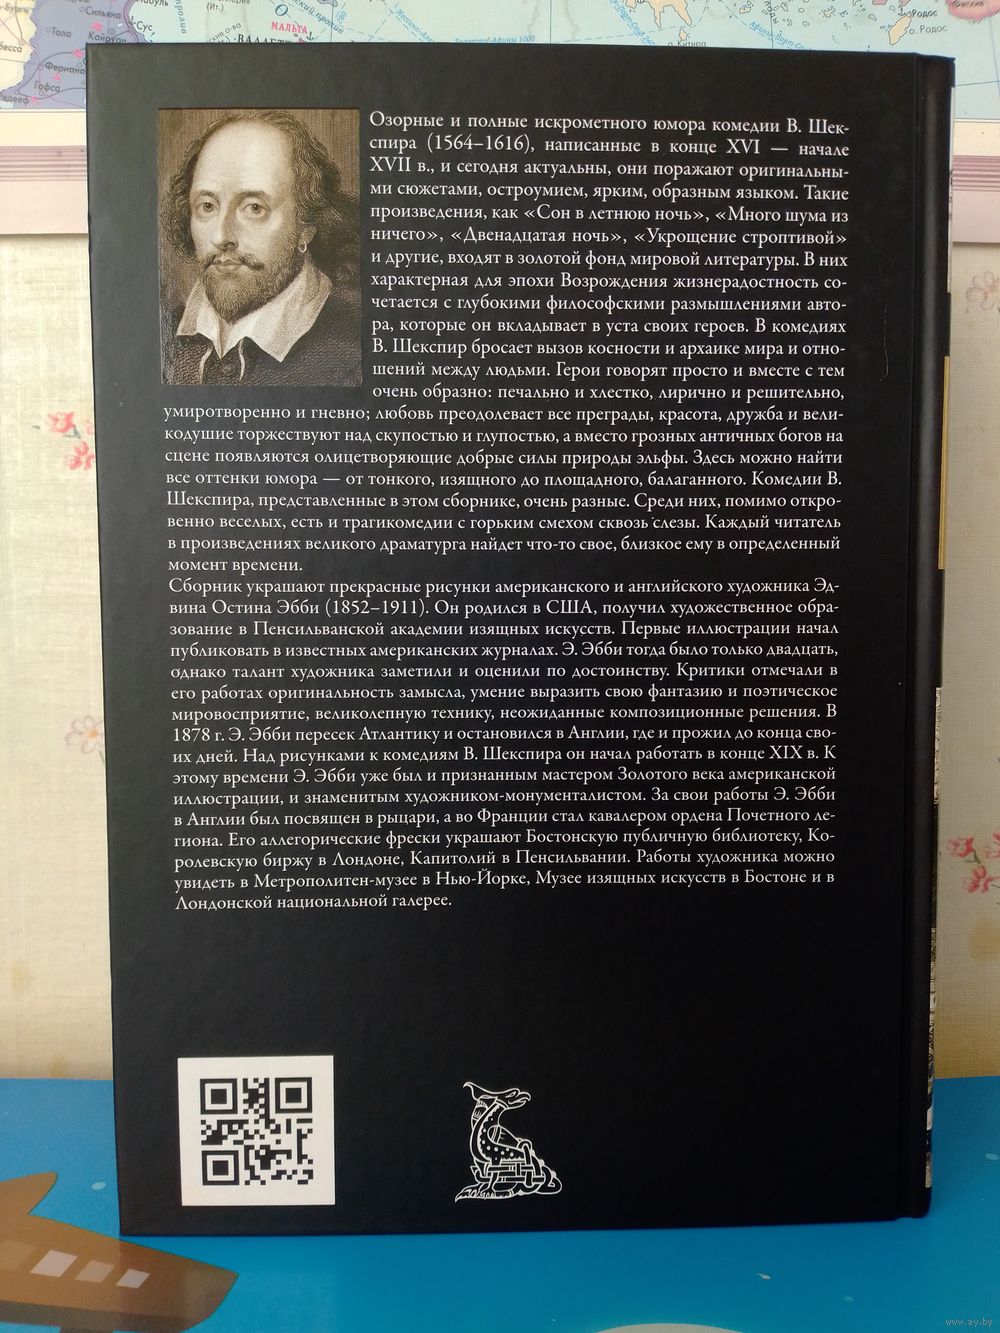 Сильяна
Сус
Тала
Кайруан
Фериана
Гафса
(Ит.)
МАЛЬТА
ВАЛЛЕТТА
о. Китира
Родос
о. Родос
Озорные и полные искрометного юмора комедии В. Шек-
спира (1564–1616), написанные в конце XVI — начале
XVII в., и сегодня актуальны, они поражают оригинальны-
ми сюжетами, остроумием, ярким, образным языком. Такие
произведения, как «Сон в летнюю ночь», «Много шума из
ничего», «Двенадцатая ночь», «Укрощение строптивой»
и другие, входят в золотой фонд мировой литературы. В них
характерная для эпохи Возрождения жизнерадостность со-
четается с глубокими философскими размышлениями авто-
ра, которые он вкладывает в уста своих героев. В комедиях
В. Шекспир бросает вызов косности и архаике мира и отно-
шений между людьми. Герои говорят просто и вместе с тем
очень образно: печально и хлестко, лирично и решительно,
умиротворенно и гневно; любовь преодолевает все преграды, красота, дружба и вели-
кодушие торжествуют над скупостью и глупостью, а вместо грозных античных богов на
сцене появляются олицетворяющие добрые силы природы эльфы. Здесь можно найти
все оттенки юмора — от тонкого, изящного до площадного, балаганного. Комедии В.
Шекспира, представленные в этом сборнике, очень разные. Среди них, помимо откро-
венно веселых, есть и трагикомедии с горьким смехом сквозь слезы. Каждый читатель
в произведениях великого драматурга найдет что-то свое, близкое ему в определенный
момент времени.
Сборник украшают прекрасные рисунки американского и английского художника Эд-
вина Остина Эбби (1852–1911). Он родился в США, получил художественное обра-
зование в Пенсильванской академии изящных искусств. Первые иллюстрации начал
публиковать в известных американских журналах. Э. Эбби тогда было только двадцать,
однако талант художника заметили и оценили по достоинству. Критики отмечали в
его работах оригинальность замысла, умение выразить свою фантазию и поэтическое
мировосприятие, великолепную технику, неожиданные композиционные решения. В
1878 г. Э. Эбби пересек Атлантику и остановился в Англии, где и прожил до конца сво-
их дней. Над рисунками к комедиям В. Шекспира он начал работать в конце XIX в. К
этому времени Э. Эбби уже был и признанным мастером Золотого века американской
иллюстрации, и знаменитым художником-монументалистом. За свои работы Э. Эбби
в Англии был посвящен в рыцари, а во Франции стал кавалером ордена Почетного ле-
гиона. Его аллегорические фрески украшают Бостонскую публичную библиотеку, Ко-
ролевскую биржу в Лондоне, Капитолий в Пенсильвании. Работы художника можно
увидеть в Метрополитен-музее в Нью-Йорке, Музее изящных искусств в Бостоне и в
Лондонской национальной галерее.
www.ay.by